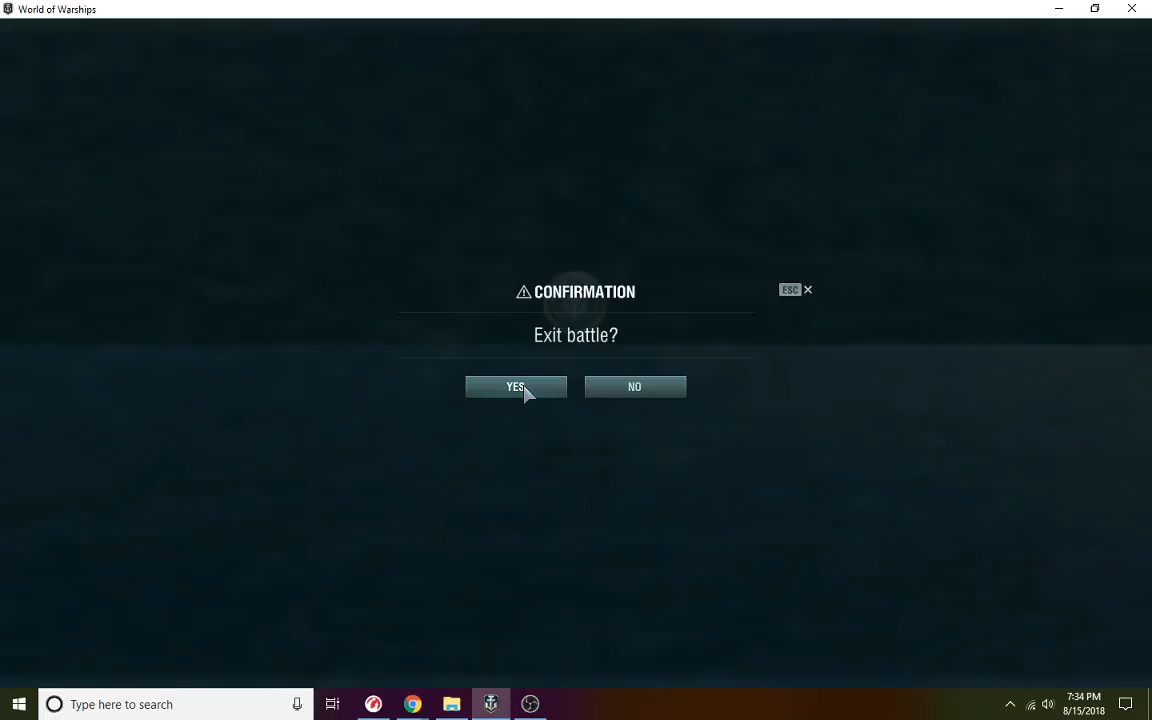 World of Warships
CONFIRMATION
ESC
Exit battle?
YES
NO
Type here to search
7:34 PM
8/15/2018